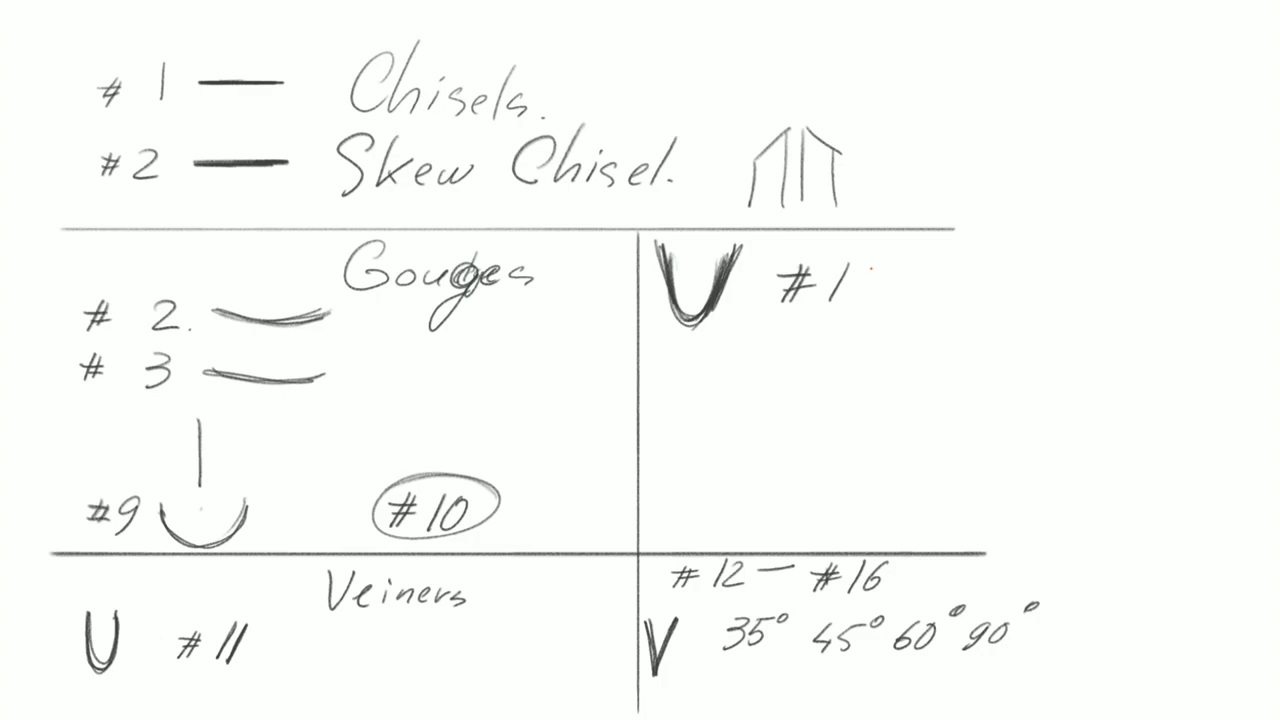 # 1 — Chisels.
#2 — Skew Chisel.
Gouges
# 2.
# 3
#9
#10
# 1
Veiners
# 11
#12 — #16
35° 45° 60° 90°